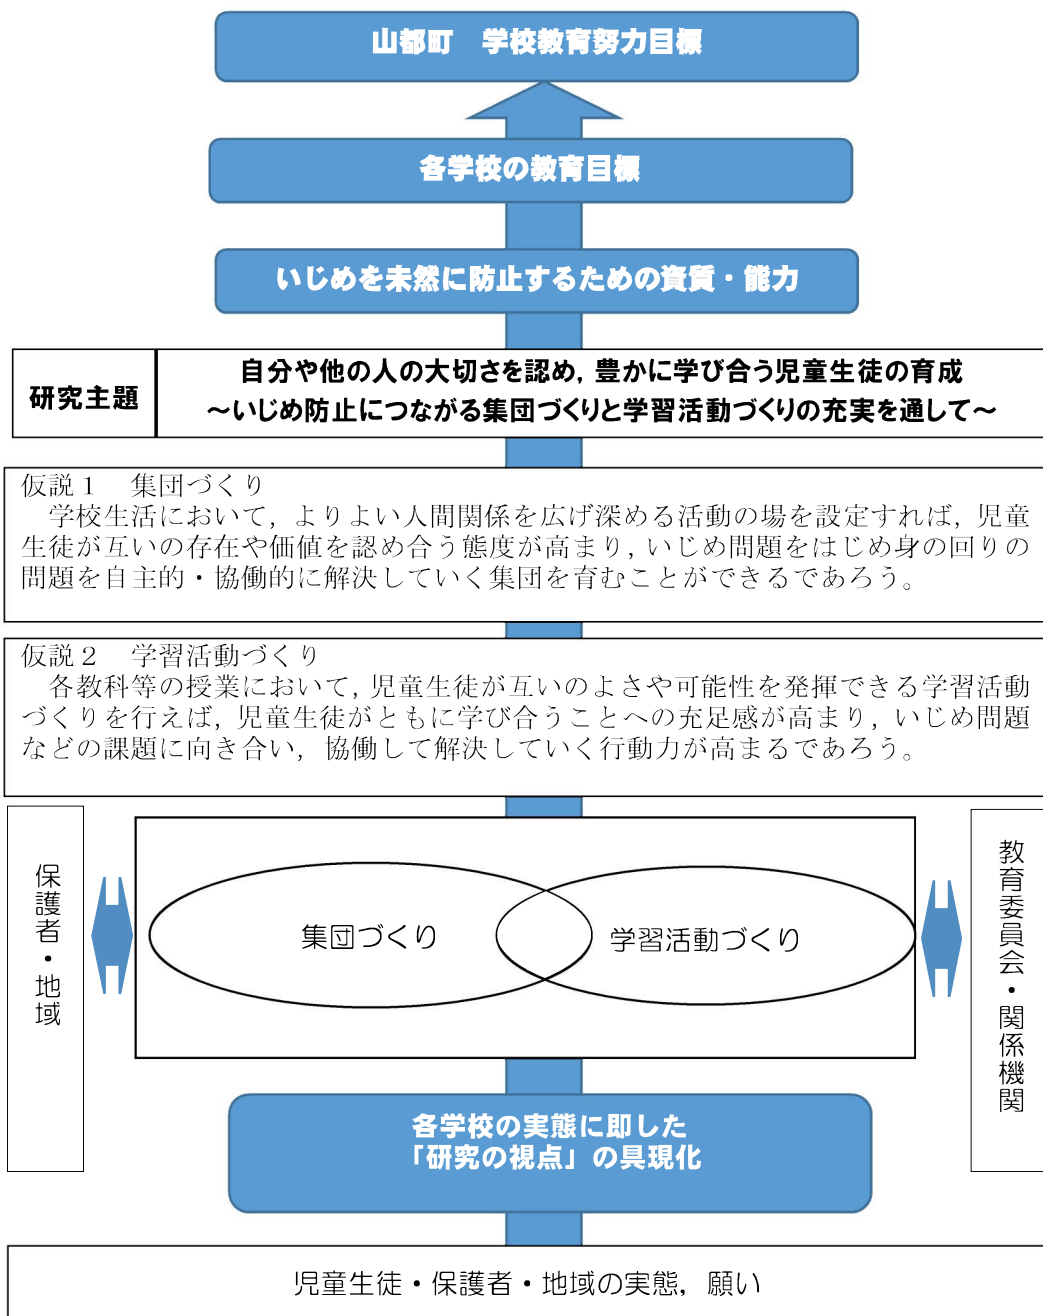 山都町　学校教育努力目標
各学校の教育目標
いじめを未然に防止するための資質・能力
研究主題
自分や他の人の大切さを認め，豊かに学び合う児童生徒の育成
～いじめ防止につながる集団づくりと学習活動づくりの充実を通して～
仮説１　集団づくり
　学校生活において，よりよい人間関係を広げ深める活動の場を設定すれば，児童
生徒が互いの存在や価値を認め合う態度が高まり，いじめ問題をはじめ身の回りの
問題を自主的・協働的に解決していく集団を育むことができるであろう。
仮説２　学習活動づくり
　各教科等の授業において，児童生徒が互いのよさや可能性を発揮できる学習活動
づくりを行えば，児童生徒がともに学び合うことへの充足感が高まり，いじめ問題
などの課題に向き合い，協働して解決していく行動力が高まるであろう。
保護者・地域
集団づくり
学習活動づくり
教育委員会・関係機関
各学校の実態に即した
「研究の視点」の具現化
児童生徒・保護者・地域の実態，願い